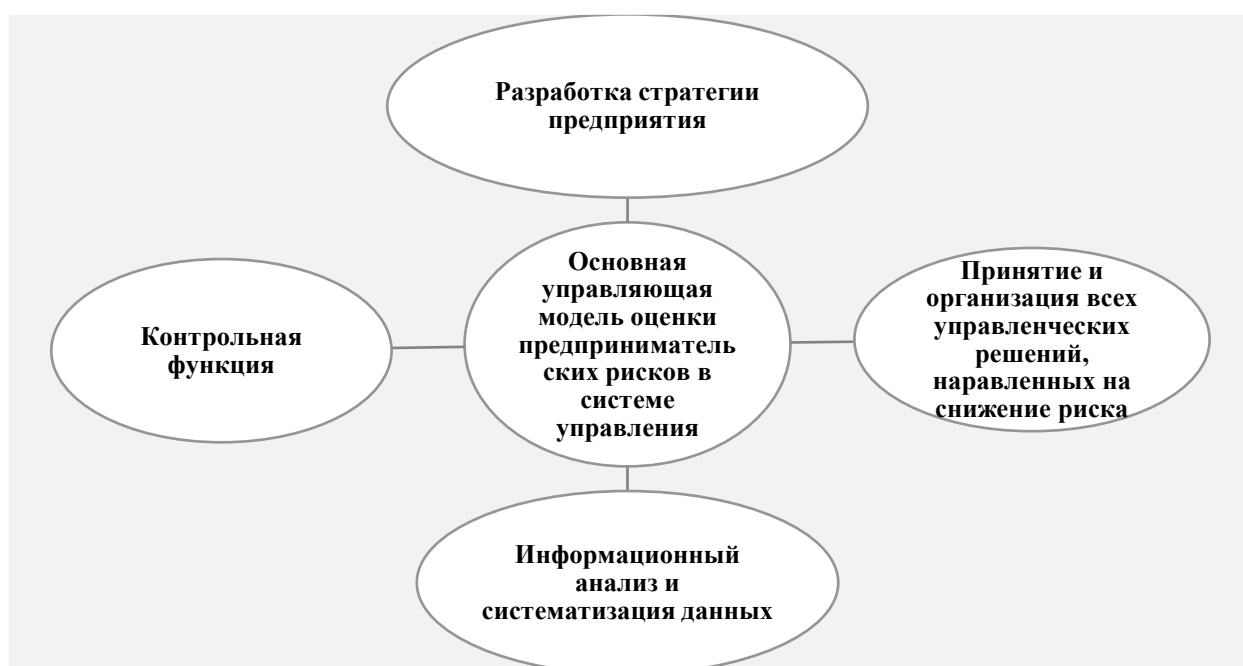 Разработка стратегии
предприятия
Основная
управляющая
модель оценки
предприниматель
ских рисков в
системе
управления
Принятие и
организация всех
управленческих
решений,
наравленных на
снижение риска
Контрольная
функция
Информационный
анализ и
систематизация данных